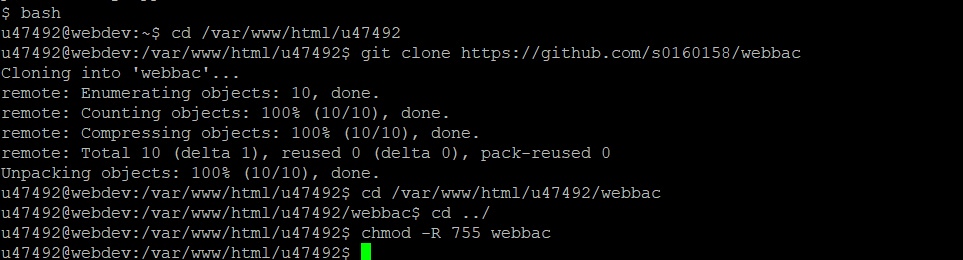 $ bash
u47492@webdev:~$ cd /var/www/html/u47492
u47492@webdev:/var/www/html/u47492$ git clone https://github.com/s0160158/webbac
Cloning into 'webbac'...
remote: Enumerating objects: 10, done.
remote: Counting objects: 100% (10/10), done.
remote: Compressing objects: 100% (10/10), done.
remote: Total 10 (delta 1), reused 0 (delta 0), pack-reused 0
Unpacking objects: 100% (10/10), done.
u47492@webdev:/var/www/html/u47492$ cd /var/www/html/u47492/webbac
u47492@webdev:/var/www/html/u47492/webbac$ cd ../
u47492@webdev:/var/www/html/u47492$ chmod -R 755 webbac
u47492@webdev:/var/www/html/u47492$